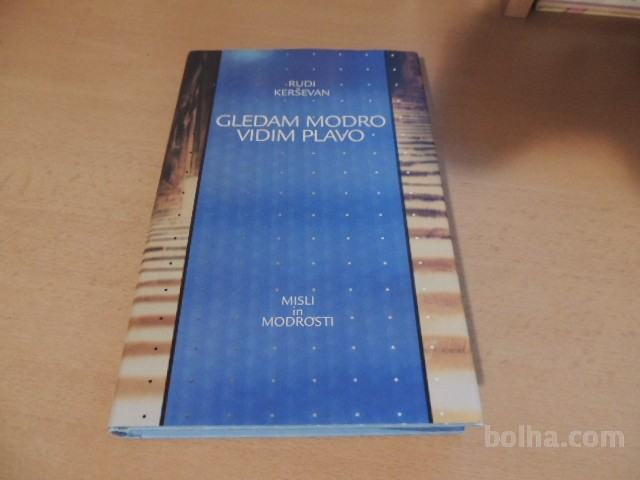 RUDI
KERŠEVAN
GLEDAM MODRO
VIDIM PLAVO
MISLI
in
MODROSTI
bolha.com